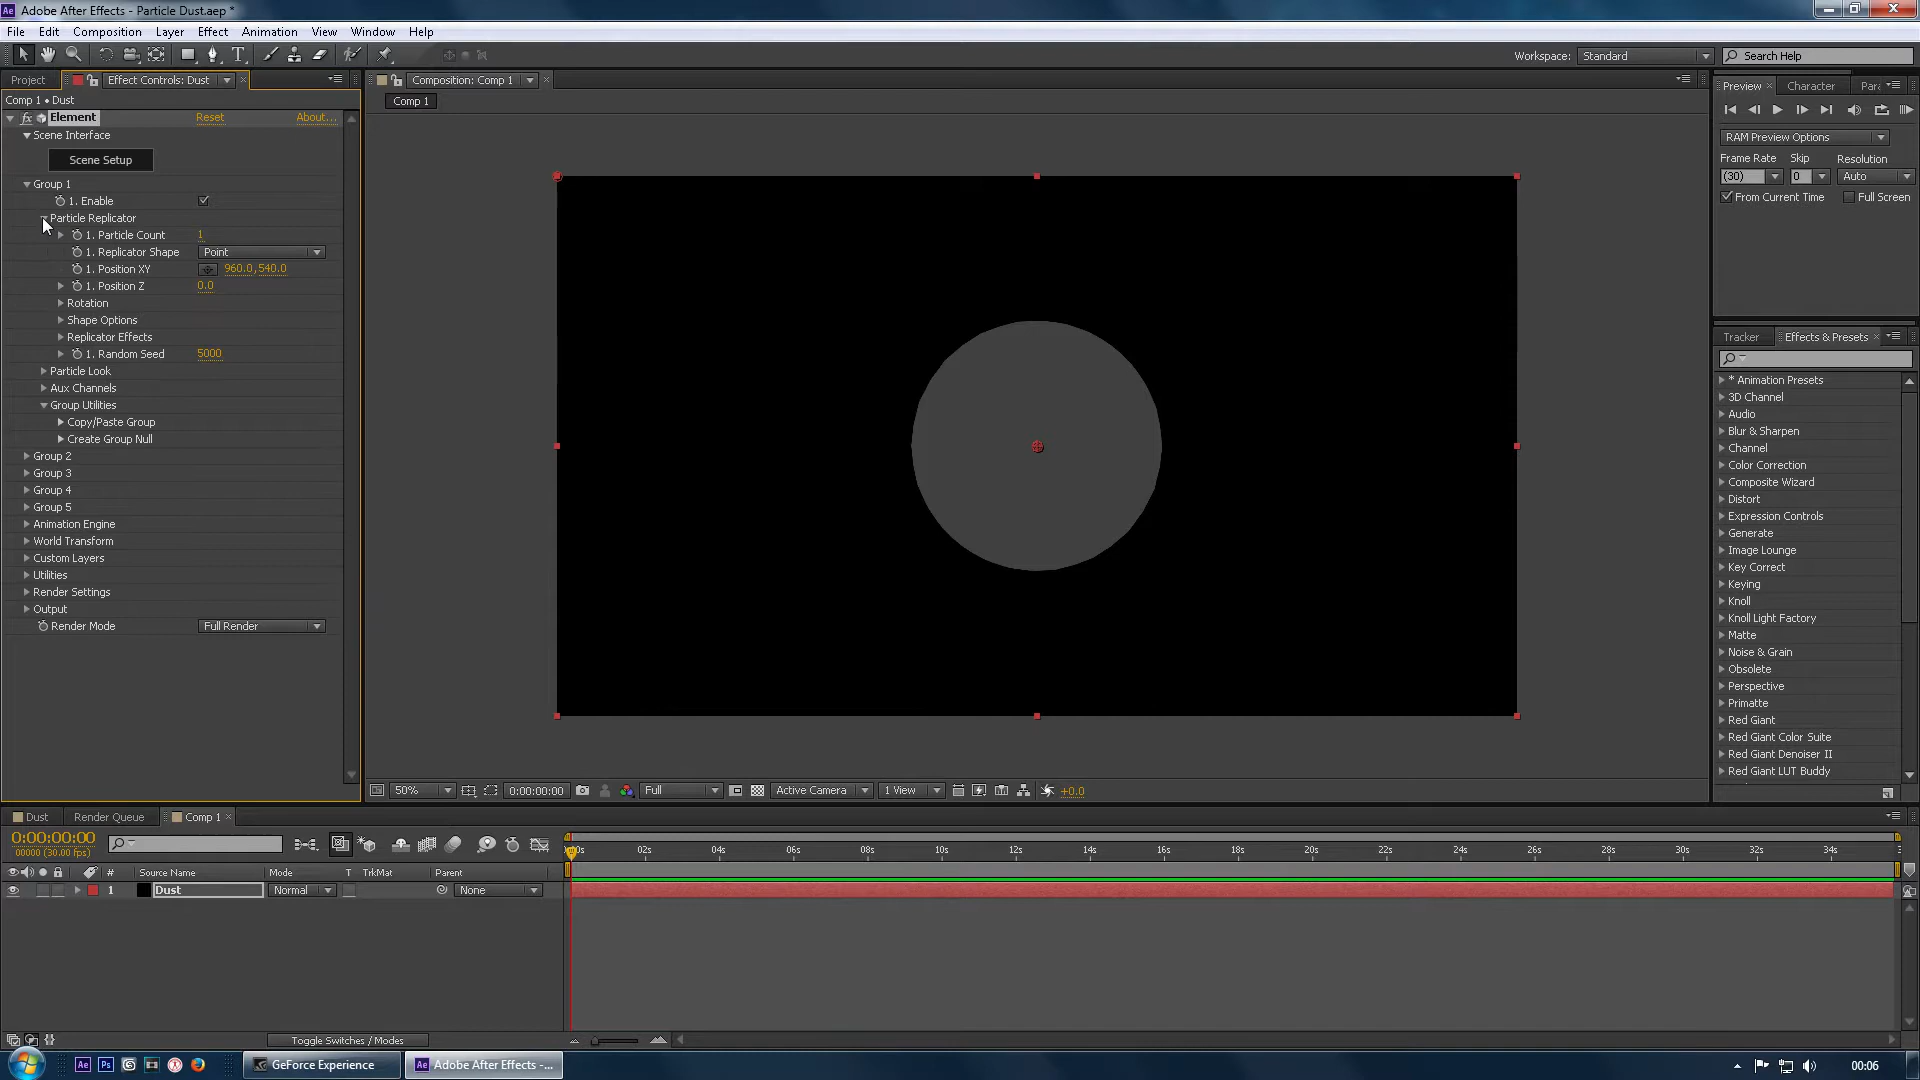 Adobe After Effects - Particle Dust.aep *
File Edit Composition Layer Effect Animation View Window Help
Workspace: Standard Search Help
Project Effect Controls: Dust Composition: Comp 1 Preview Character Par
Comp 1 • Dust Comp 1
Element Reset About...
Scene Interface
Scene Setup
Group 1
1. Enable
Particle Replicator
1. Particle Count 1
1. Replicator Shape Point
1. Position XY 960.0, 540.0
1. Position Z 0.0
Rotation
Shape Options
Replicator Effects
1. Random Seed 5000
Particle Look
Aux Channels
Group Utilities
Copy/Paste Group
Create Group Null
Group 2
Group 3
Group 4
Group 5
Animation Engine
World Transform
Custom Layers
Utilities
Render Settings
Output
Render Mode Full Render
RAM Preview Options
Frame Rate Skip Resolution
(30) 0 Auto
From Current Time Full Screen
Tracker Effects & Presets
* Animation Presets
3D Channel
Audio
Blur & Sharpen
Channel
Color Correction
Composite Wizard
Distort
Expression Controls
Generate
Image Lounge
Key Correct
Keying
Knoll
Knoll Light Factory
Matte
Noise & Grain
Obsolete
Perspective
Primatte
Red Giant
Red Giant Color Suite
Red Giant Denoiser II
Red Giant LUT Buddy
50% 0:00:00:00 Full Active Camera 1 View +0.0
Dust Render Queue Comp 1
0:00:00:00
00000 (30.00 fps)
02s 04s 06s 08s 10s 12s 14s 16s 18s 20s 22s 24s 26s 28s 30s 32s 34s
# Source Name Mode T TrkMat Parent
1 Dust Normal None
Toggle Switches / Modes
GeForce Experience Adobe After Effects -... 00:06